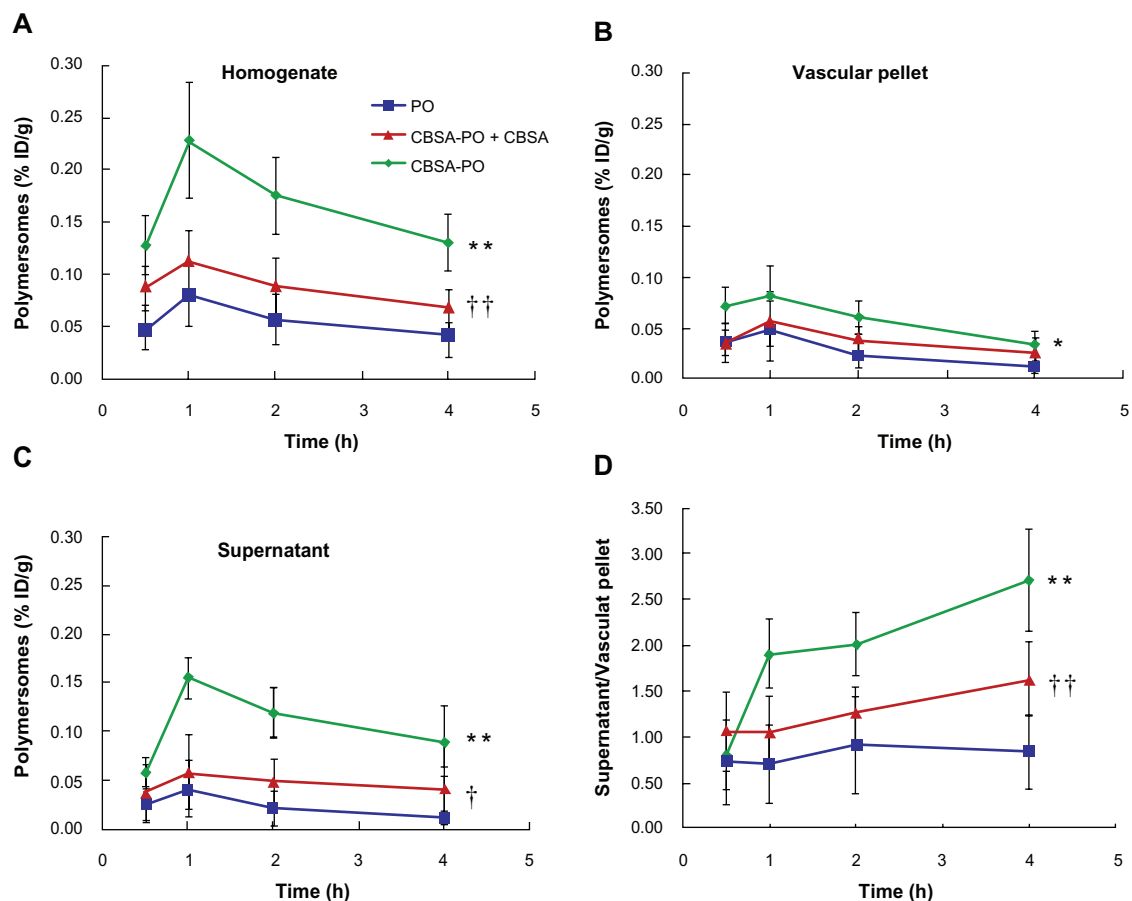 A
Homogenate
Polymersomes (% ID/g)
0.30
0.25
0.20
0.15
0.10
0.05
0.00
PO
CBSA-PO + CBSA
CBSA-PO
**
††
0 1 2 3 4 5
Time (h)
B
Vascular pellet
Polymersomes (% ID/g)
0.30
0.25
0.20
0.15
0.10
0.05
0.00
*
0 1 2 3 4 5
Time (h)
C
Supernatant
Polymersomes (% ID/g)
0.30
0.25
0.20
0.15
0.10
0.05
0.00
**
†
0 1 2 3 4 5
Time (h)
D
Supernatant/Vasculat pellet
3.50
3.00
2.50
2.00
1.50
1.00
0.50
0.00
**
††
0 1 2 3 4 5
Time (h)